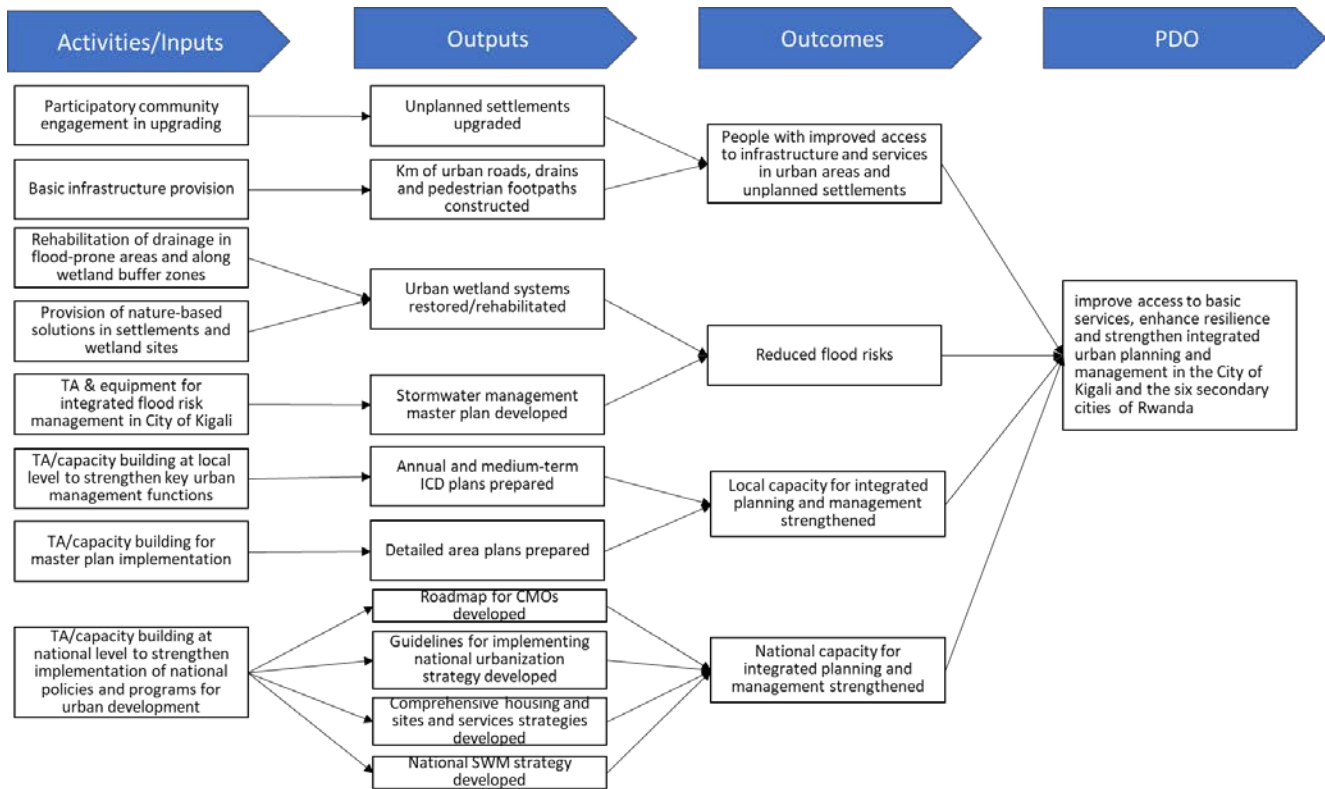 Activities/Inputs
Outputs
Outcomes
PDO
Participatory community
engagement in upgrading
Unplanned settlements
upgraded
People with improved access
to infrastructure and services
in urban areas and
unplanned settlements
Basic infrastructure provision
Km of urban roads, drains
and pedestrian footpaths
constructed
Rehabilitation of drainage in
flood-prone areas and along
wetland buffer zones
Urban wetland systems
restored/rehabilitated
Provision of nature-based
solutions in settlements and
wetland sites
Reduced flood risks
improve access to basic
services, enhance resilience
and strengthen integrated
urban planning and
management in the City of
Kigali and the six secondary
cities of Rwanda
TA & equipment for
integrated flood risk
management in City of Kigali
Stormwater management
master plan developed
TA/capacity building at local
level to strengthen key urban
management functions
Annual and medium-term
ICD plans prepared
Local capacity for integrated
planning and management
strengthened
TA/capacity building for
master plan implementation
Detailed area plans prepared
TA/capacity building at
national level to strengthen
implementation of national
policies and programs for
urban development
Roadmap for CMOs
developed
Guidelines for implementing
national urbanization
strategy developed
Comprehensive housing and
sites and services strategies
developed
National SWM strategy
developed
National capacity for
integrated planning and
management strengthened